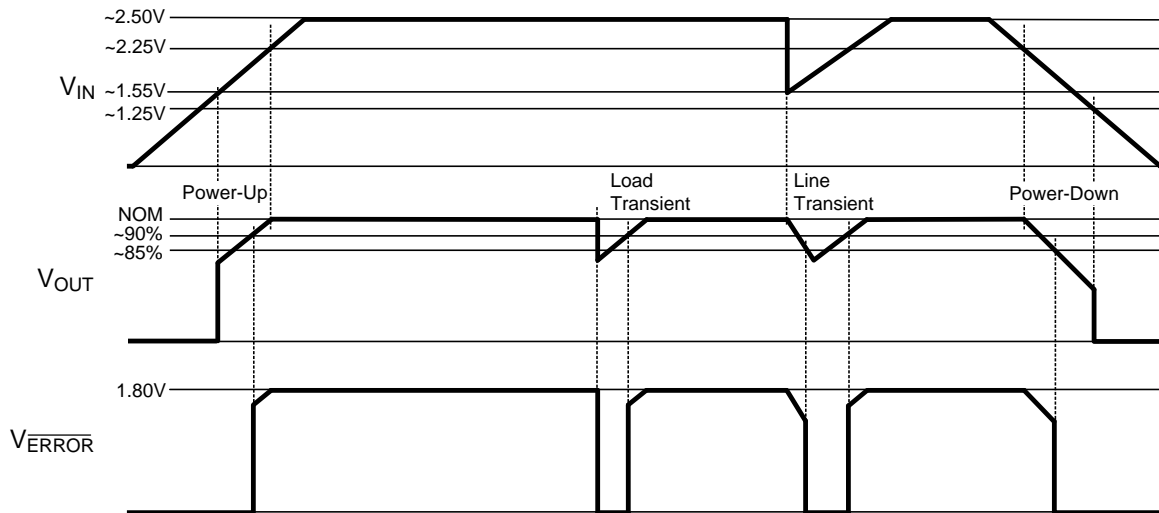 ~2.50V
~2.25V
VIN
~1.55V
~1.25V
Power-Up
Load
Transient
Line
Transient
Power-Down
NOM
~90%
~85%
VOUT
1.80V
VERROR